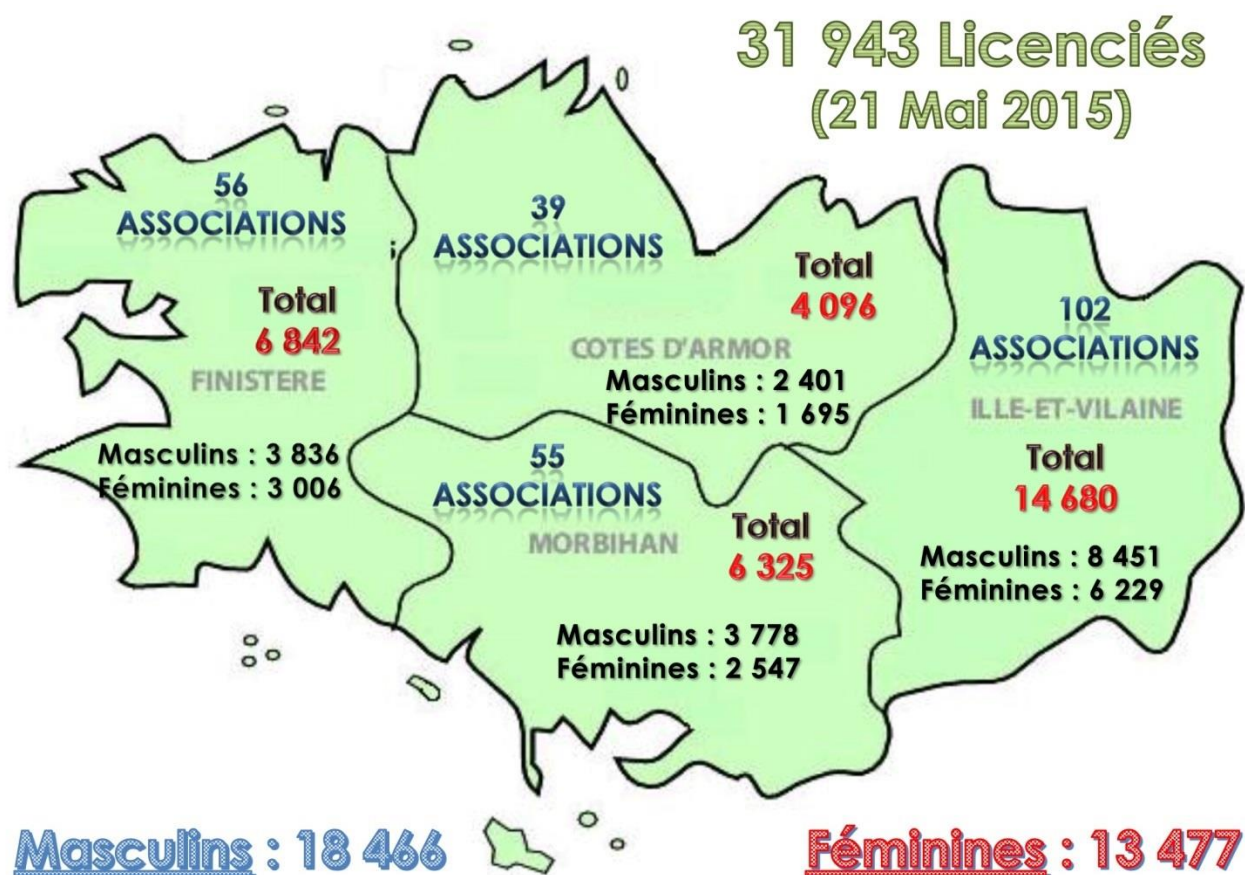 31 943 Licenciés
(21 Mai 2015)
56
ASSOCIATIONS
Total
6 842
FINISTERE
Masculins : 3 836
Féminines : 3 006
39
ASSOCIATIONS
Total
4 096
COTES D'ARMOR
Masculins : 2 401
Féminines : 1 695
102
ASSOCIATIONS
ILLE-ET-VILAINE
Total
14 680
Masculins : 8 451
Féminines : 6 229
55
ASSOCIATIONS
MORBIHAN
Total
6 325
Masculins : 3 778
Féminines : 2 547
Masculins : 18 466
Féminines : 13 477